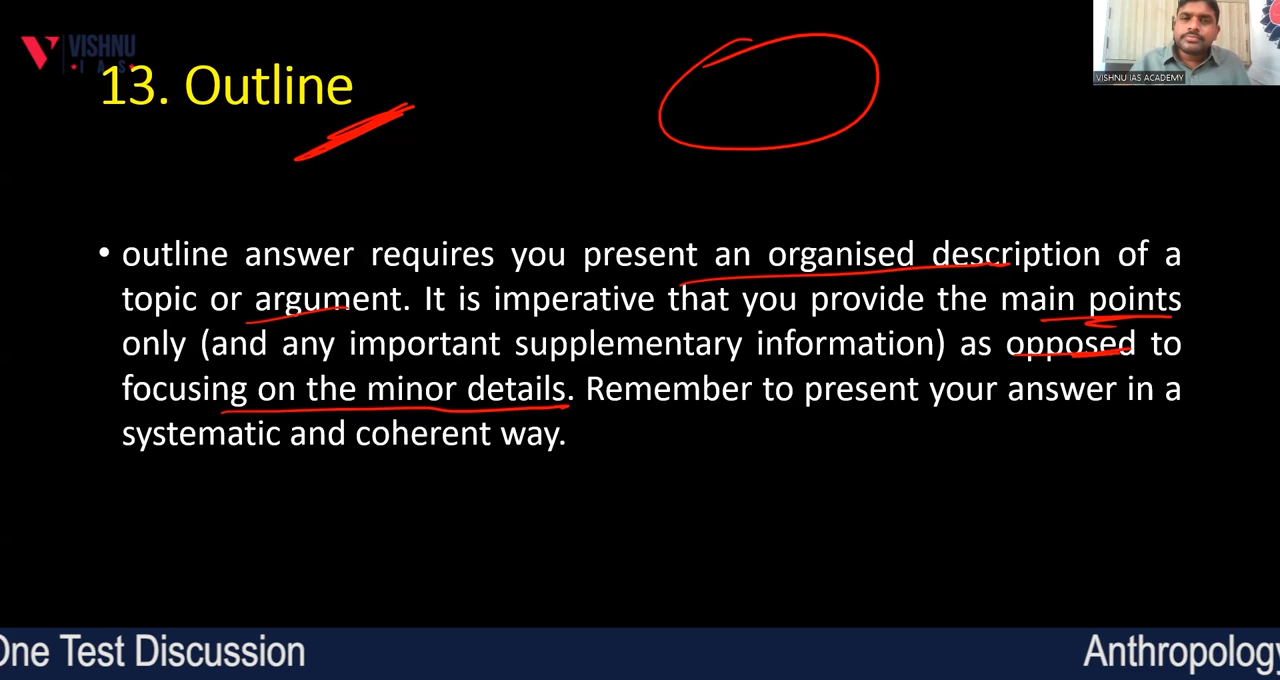 VISHNU
IAS
VISHNU IAS ACADEMY
13. Outline
• outline answer requires you present an organised description of a
topic or argument. It is imperative that you provide the main points
only (and any important supplementary information) as opposed to
focusing on the minor details. Remember to present your answer in a
systematic and coherent way.
One Test Discussion
Anthropology